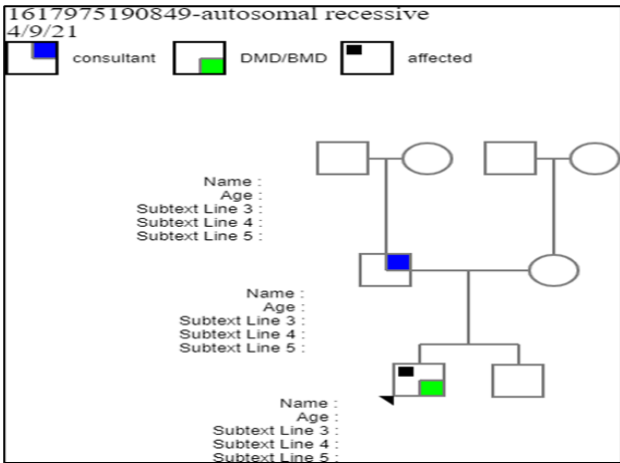 1617975190849-autosomal recessive
4/9/21
consultant DMD/BMD affected
Name :
Age :
Subtext Line 3 :
Subtext Line 4 :
Subtext Line 5 :
Name :
Age :
Subtext Line 3 :
Subtext Line 4 :
Subtext Line 5 :
Name :
Age :
Subtext Line 3 :
Subtext Line 4 :
Subtext Line 5 :